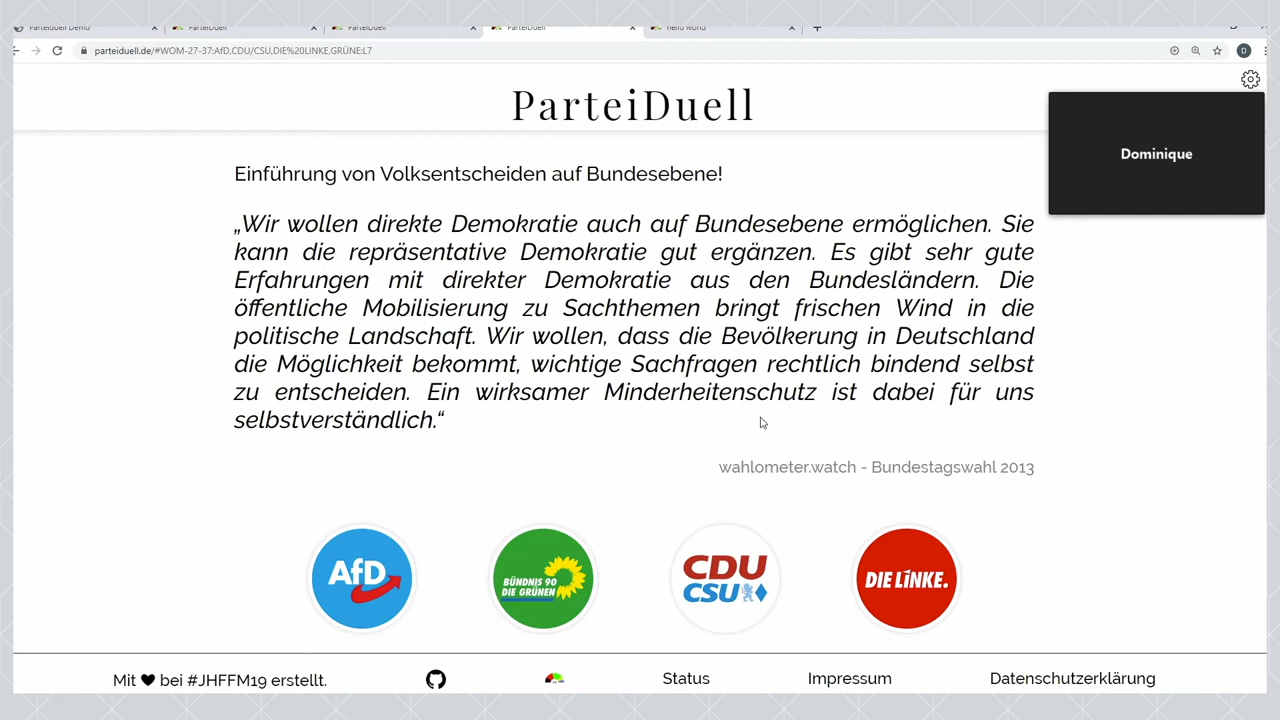 ParteiDuell
ParteiDuell
ParteiDuell
Hello World
parteiduell.de/#WOM-27-37:AfD,CDU/CSU,DIE%20LINKE,GRÜNE:L7
D
ParteiDuell
Dominique
Einführung von Volksentscheiden auf Bundesebene!
„Wir wollen direkte Demokratie auch auf Bundesebene ermöglichen. Sie
kann die repräsentative Demokratie gut ergänzen. Es gibt sehr gute
Erfahrungen mit direkter Demokratie aus den Bundesländern. Die
öffentliche Mobilisierung zu Sachthemen bringt frischen Wind in die
politische Landschaft. Wir wollen, dass die Bevölkerung in Deutschland
die Möglichkeit bekommt, wichtige Sachfragen rechtlich bindend selbst
zu entscheiden. Ein wirksamer Minderheitenschutz ist dabei für uns
selbstverständlich.“
wahlometer.watch - Bundestagswahl 2013
AfD
BÜNDNIS 90
DIE GRÜNEN
CDU
CSU
DIE LINKE.
Mit ♥ bei #JHFFM19 erstellt.
Status
Impressum
Datenschutzerklärung